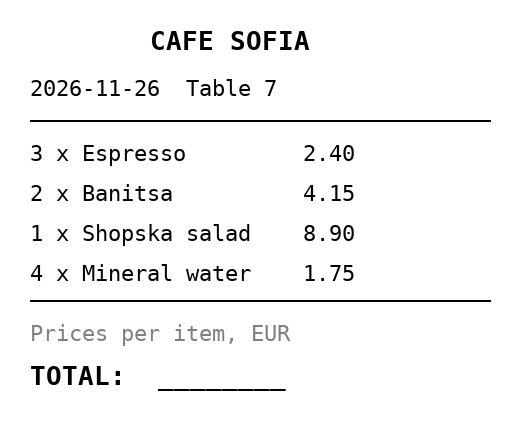 CAFE SOFIA
2026-11-26  Table 7
3 x Espresso         2.40
2 x Banitsa          4.15
1 x Shopska salad    8.90
4 x Mineral water    1.75
Prices per item, EUR
TOTAL:  ________